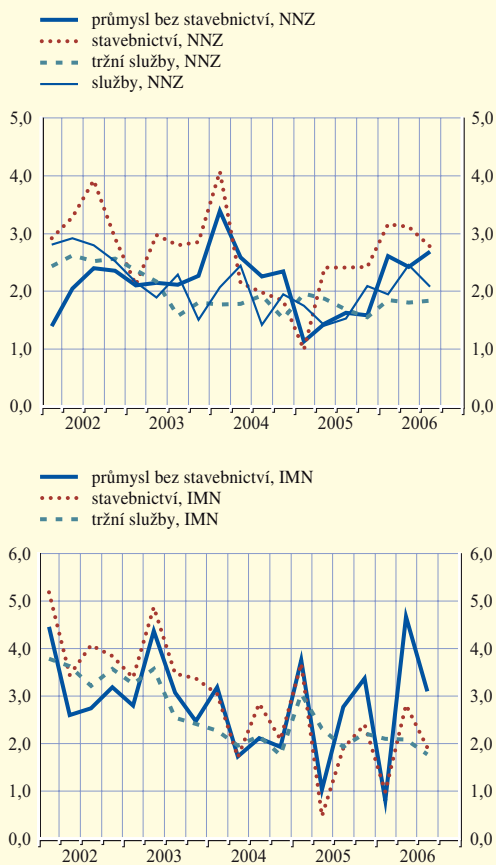 průmysl bez stavebnictví, NNZ
stavebnictví, NNZ
tržní služby, NNZ
služby, NNZ
5,0 5,0
4,0 4,0
3,0 3,0
2,0 2,0
1,0 1,0
0,0 0,0
2002 2003 2004 2005 2006
průmysl bez stavebnictví, IMN
stavebnictví, IMN
tržní služby, IMN
6,0 6,0
5,0 5,0
4,0 4,0
3,0 3,0
2,0 2,0
1,0 1,0
0,0 0,0
2002 2003 2004 2005 2006